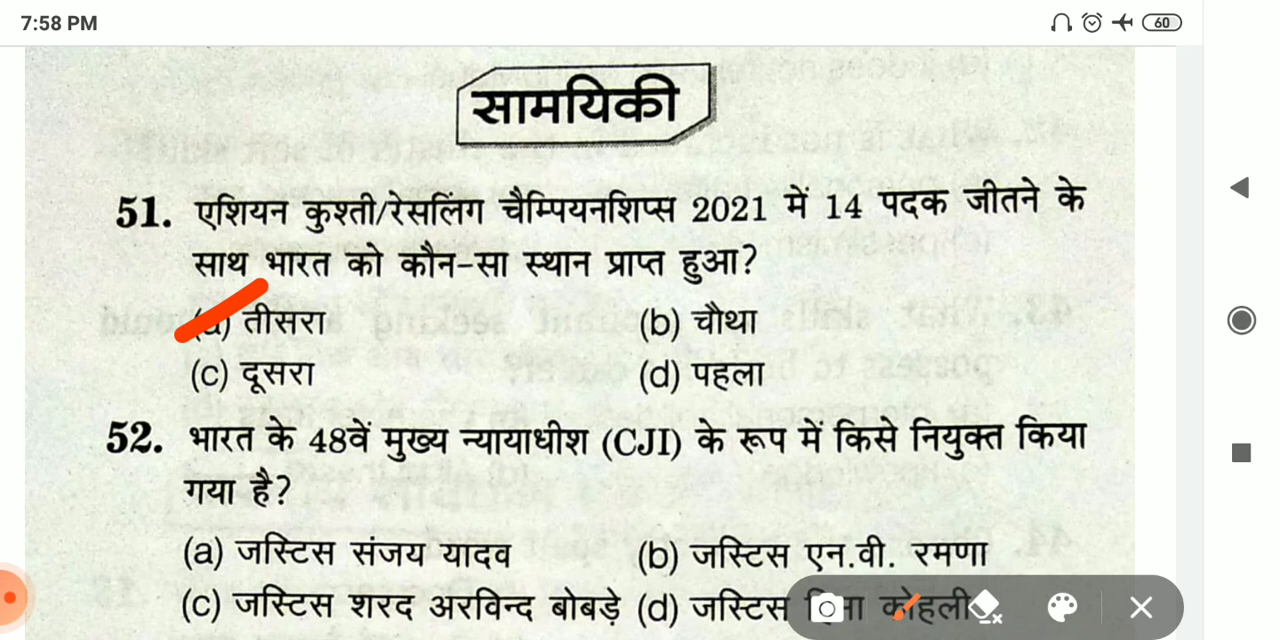 7:58 PM
60
सामयिकी
51. एशियन कुश्ती/रेसलिंग चैम्पियनशिप्स 2021 में 14 पदक जीतने के
साथ भारत को कौन-सा स्थान प्राप्त हुआ?
(a) तीसरा (b) चौथा
(c) दूसरा (d) पहला
52. भारत के 48वें मुख्य न्यायाधीश (CJI) के रूप में किसे नियुक्त किया
गया है?
(a) जस्टिस संजय यादव (b) जस्टिस एन.वी. रमणा
(c) जस्टिस शरद अरविन्द बोबड़े (d) जस्टिस कोहली